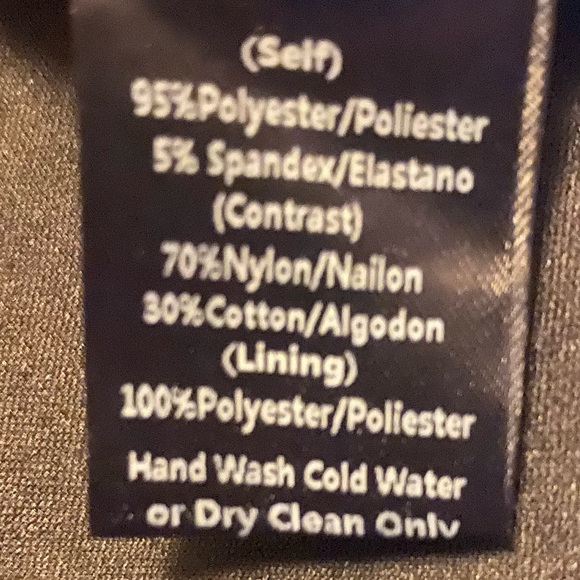 (Self)
95%Polyester/Poliester
5% Spandex/Elastano
(Contrast)
70%Nylon/Nailon
30%Cotton/Algodon
(Lining)
100%Polyester/Poliester
Hand Wash Cold Water
or Dry Clean Only